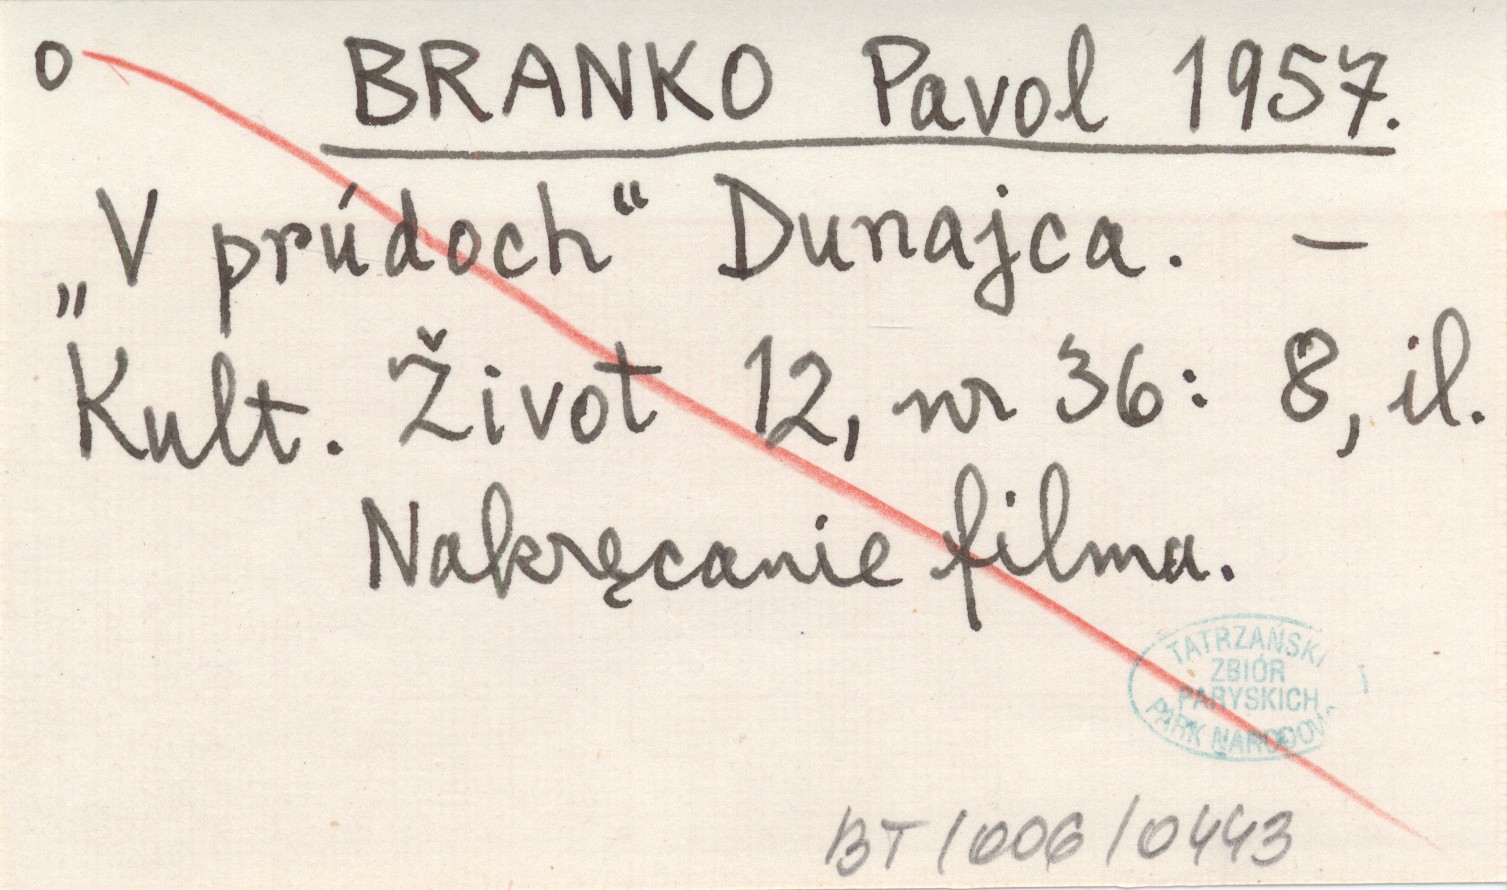 o BRANKO Pavol 1957.
„V prúdoch“ Dunajca. –
Kult. Život 12, nr 36: 8, il.
Nakręcanie filma.
TATRZAŃSKI
ZBIÓR
PARYSKICH
PARK NARODOW
BT/006/0443